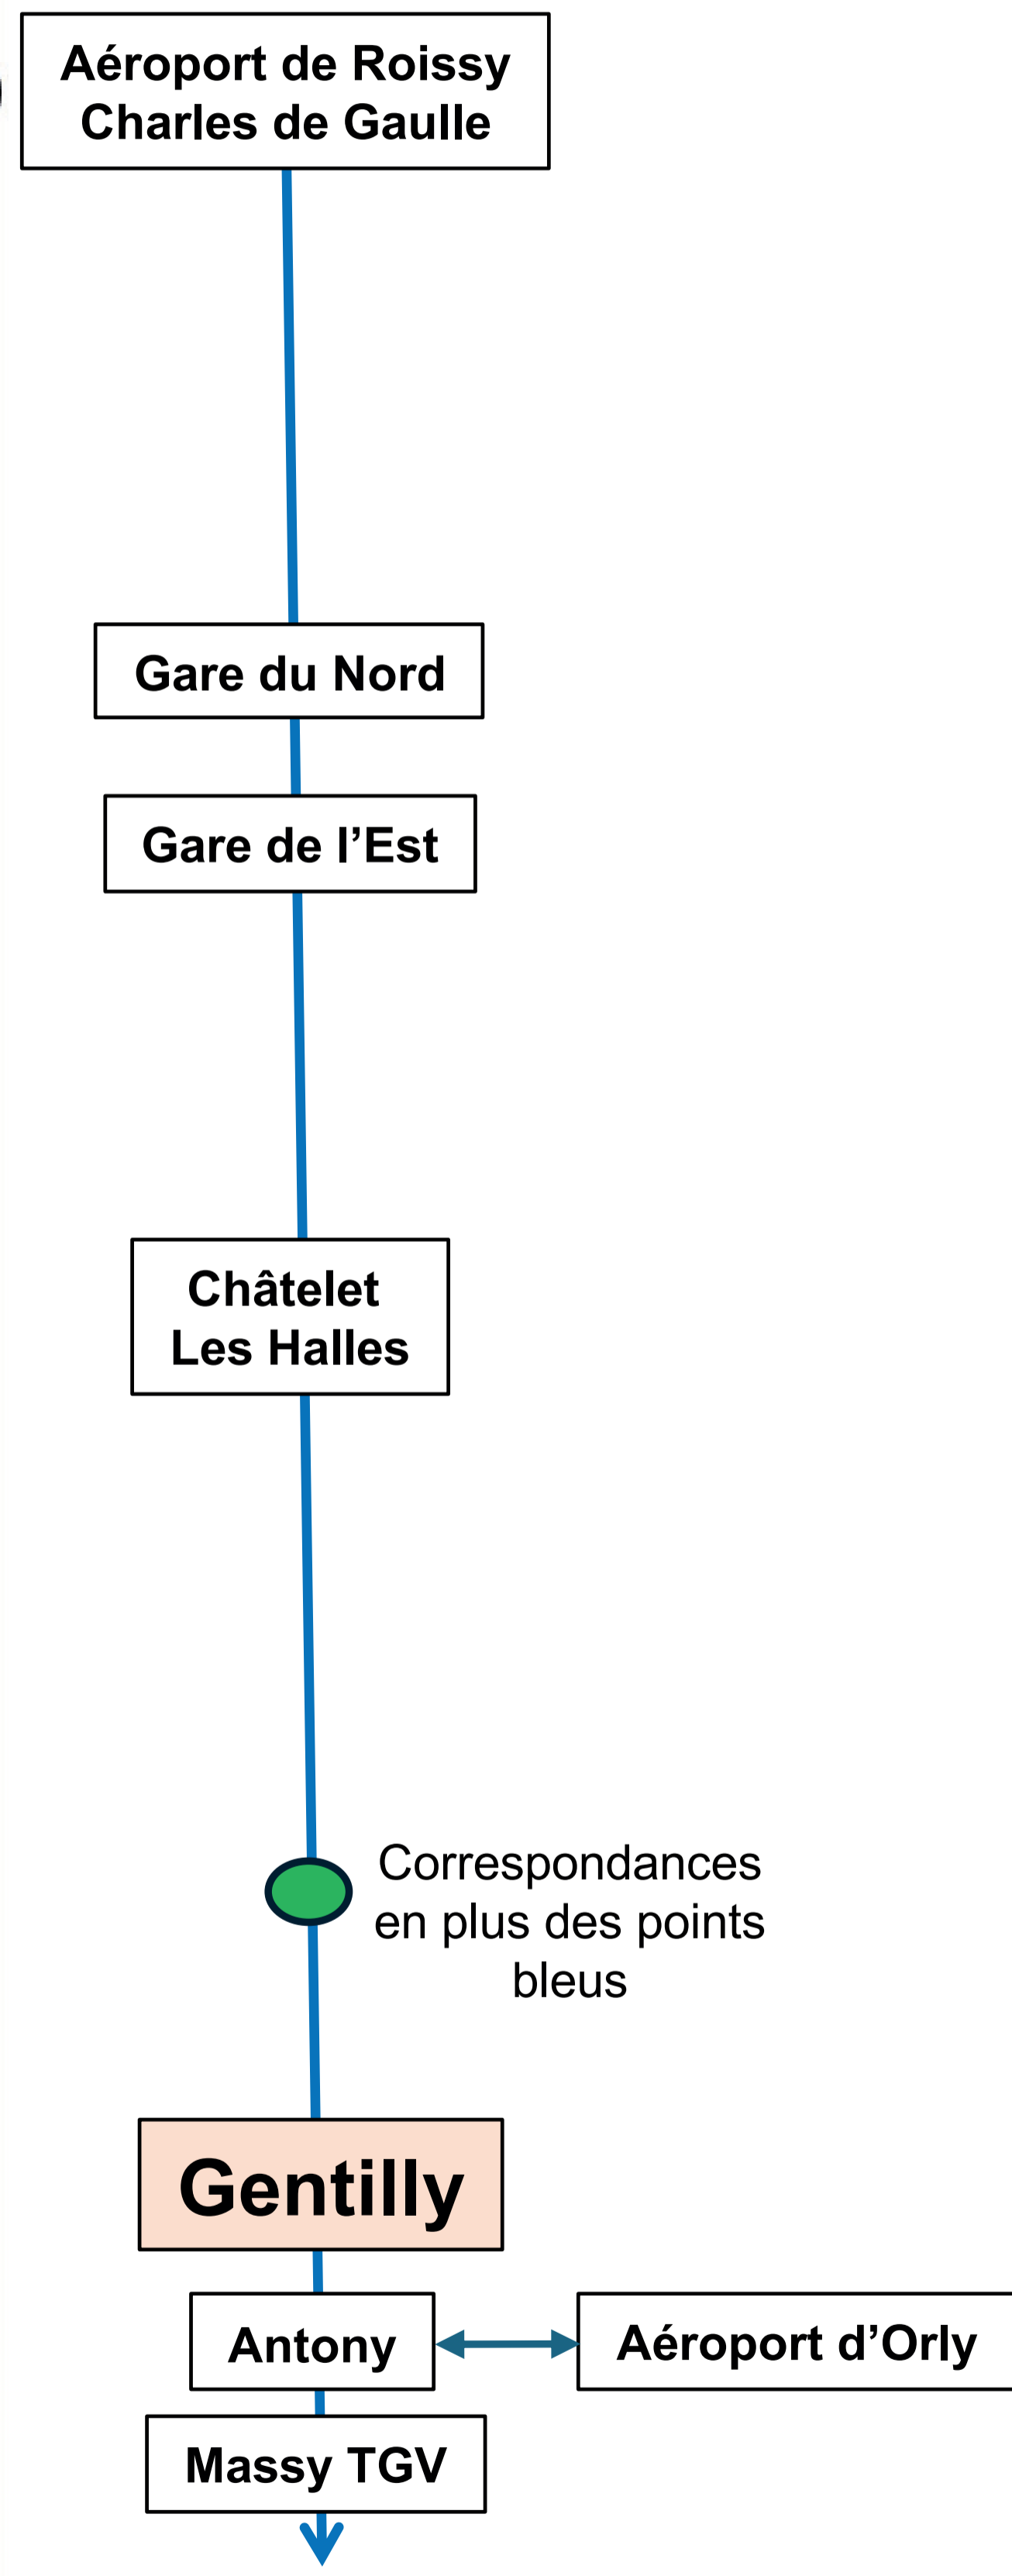 Aéroport de Roissy
Charles de Gaulle
Gare du Nord
Gare de l’Est
Châtelet
Les Halles
Correspondances
en plus des points
bleus
Gentilly
Antony
Aéroport d’Orly
Massy TGV